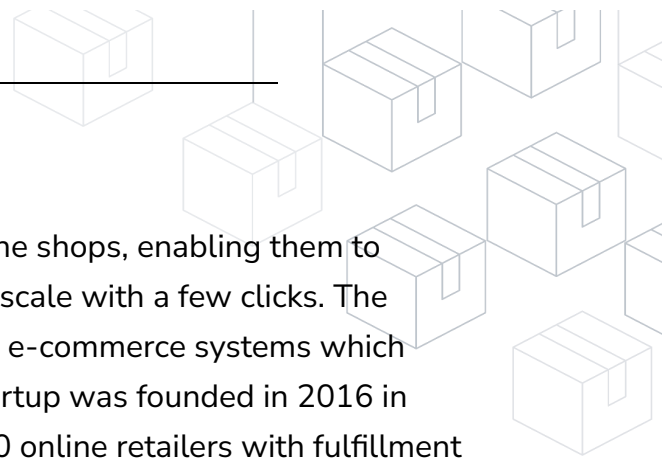 ne shops, enabling them to
scale with a few clicks. The
e-commerce systems which
rtup was founded in 2016 in
0 online retailers with fulfillment